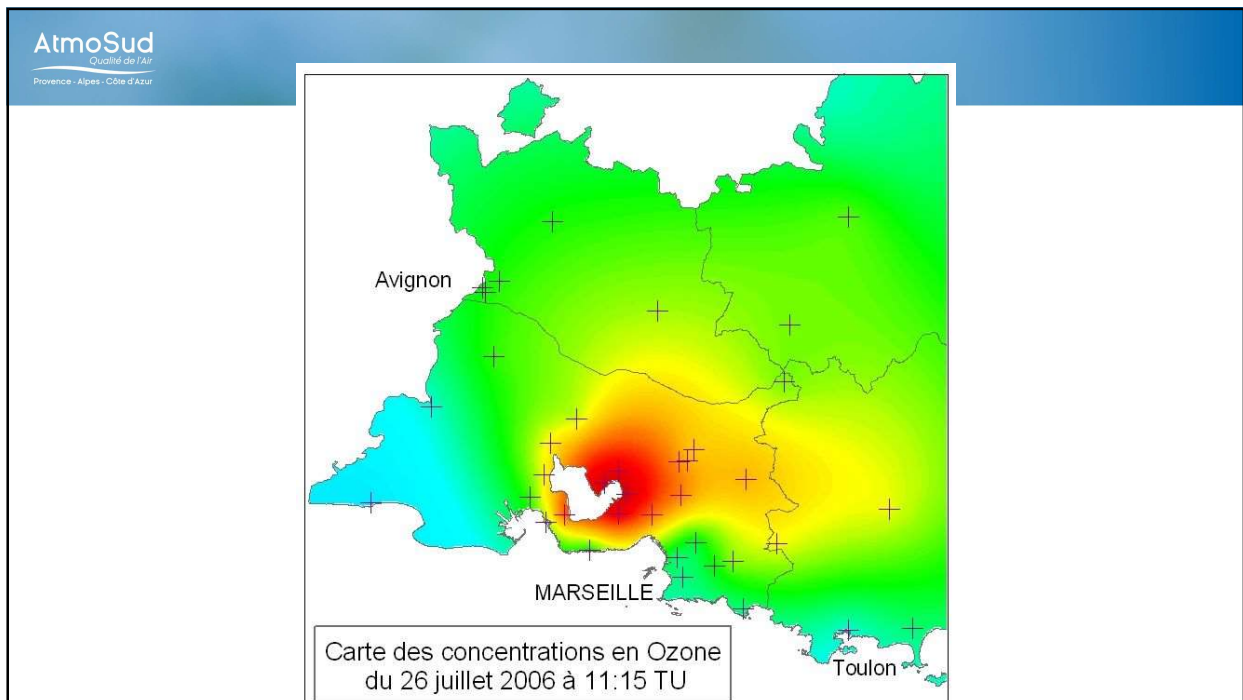 AtmoSud
Qualité de l'Air
Provence - Alpes - Côte d'Azur
Avignon
MARSEILLE
Toulon
Carte des concentrations en Ozone
du 26 juillet 2006 à 11:15 TU